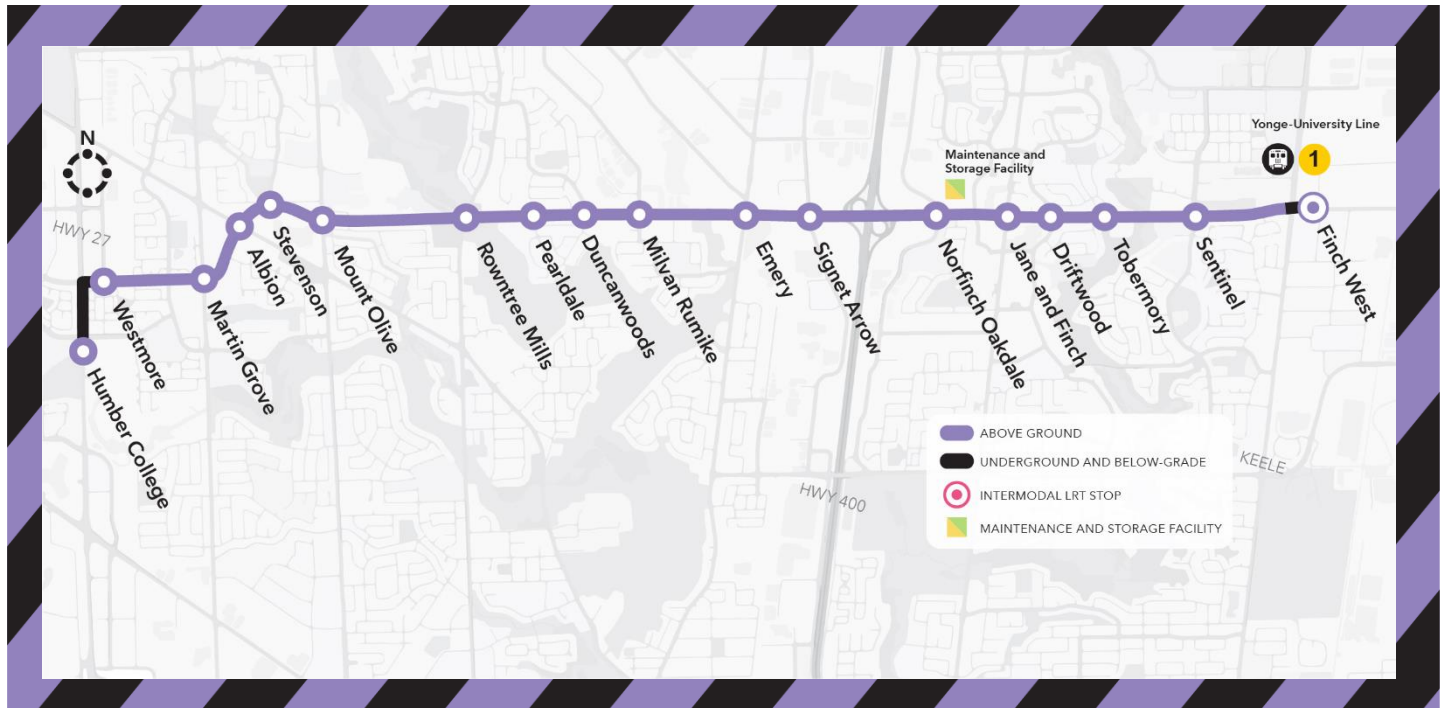 Yonge-University Line
1
Maintenance and
Storage Facility
N
HWY 27
Humber College
Westmore
Martin Grove
Albion
Stevenson
Mount Olive
Rowntree Mills
Pearldale
Duncanwoods
Milvan Rumike
Emery
Signet Arrow
Norfinch Oakdale
Jane and Finch
Driftwood
Tobermory
Sentinel
Finch West
HWY 400
KEELE
ABOVE GROUND
UNDERGROUND AND BELOW-GRADE
INTERMODAL LRT STOP
MAINTENANCE AND STORAGE FACILITY